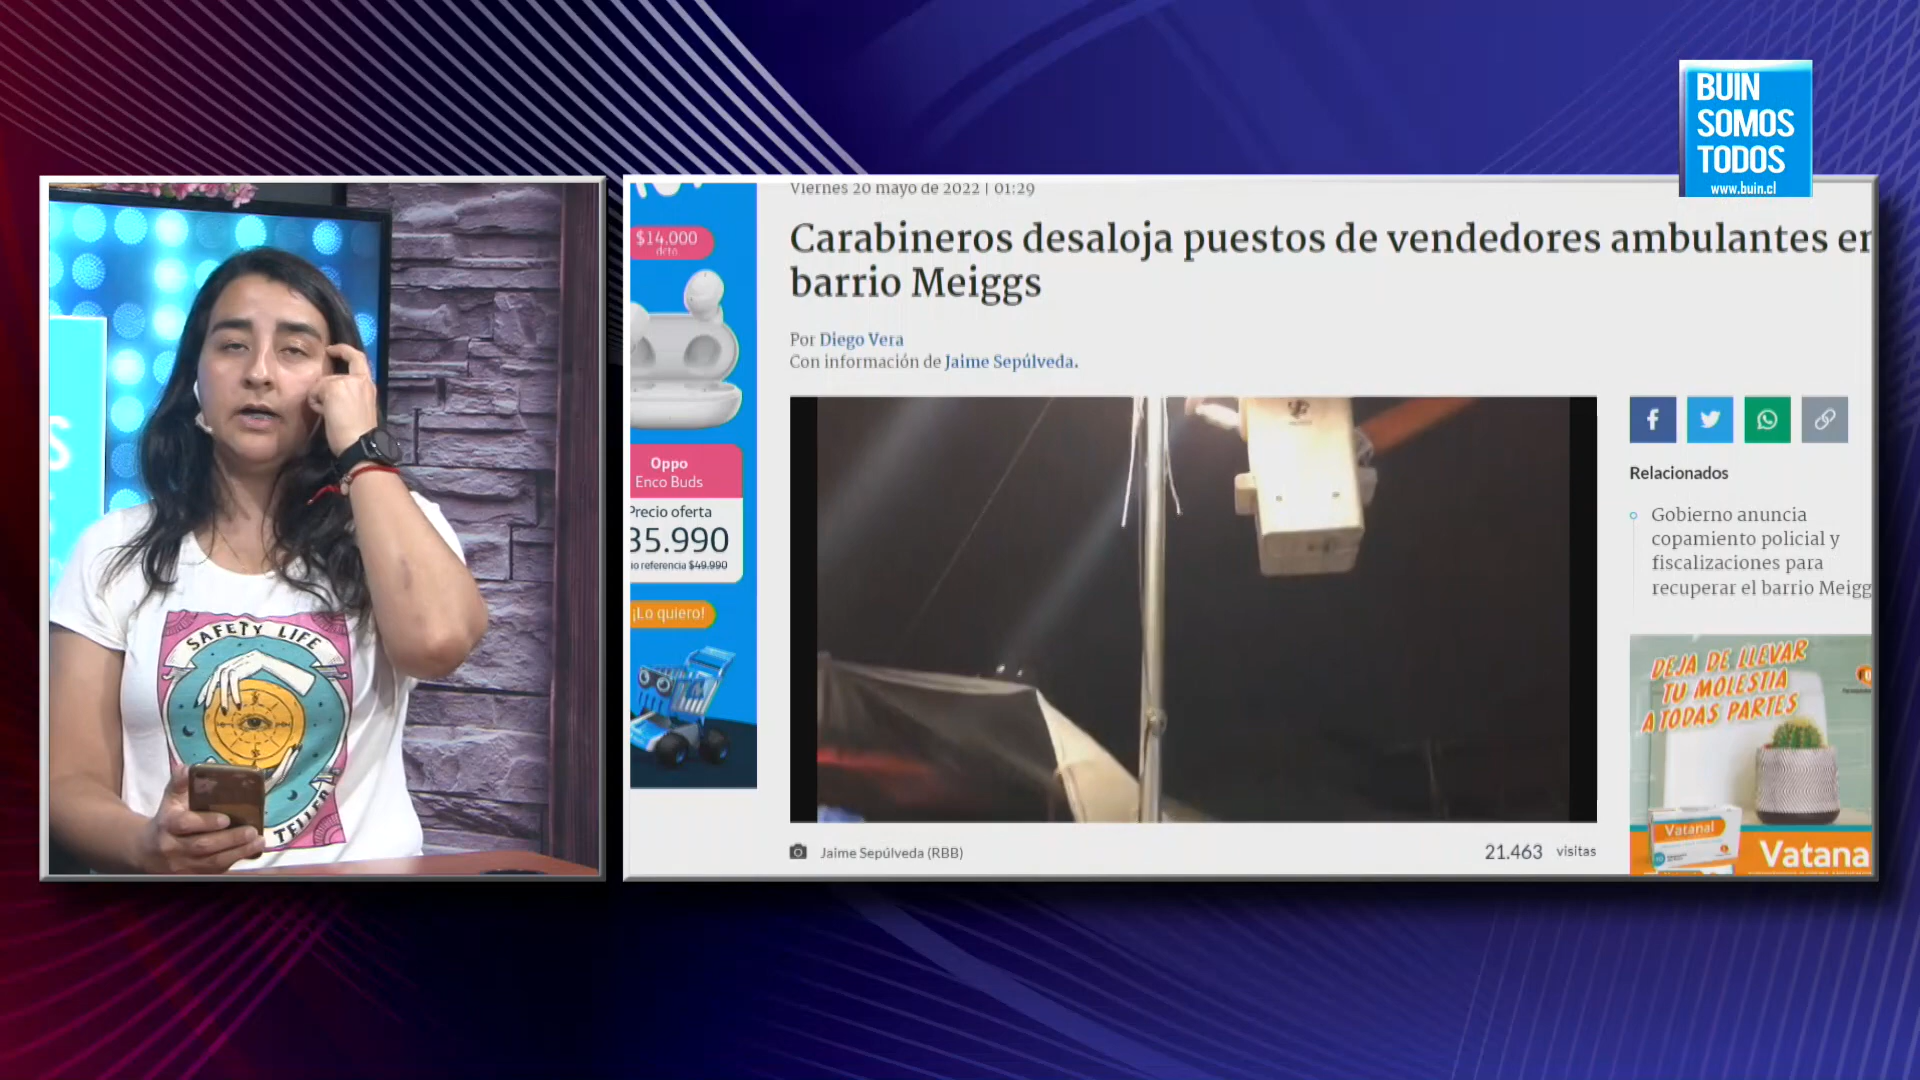 BUIN
SOMOS
TODOS
www.buin.cl
Viernes 20 mayo de 2022 | 01:29
Carabineros desaloja puestos de vendedores ambulantes en
barrio Meiggs
Por Diego Vera
Con información de Jaime Sepúlveda.
$14.000
dcto
Oppo
Enco Buds
Precio oferta
35.990
referencia $49.990
¡Lo quiero!
Relacionados
Gobierno anuncia
copamiento policial y
fiscalizaciones para
recuperar el barrio Meigg
DEJA DE LLEVAR
TU MOLESTIA
A TODAS PARTES
Vatanal
Vatana
Jaime Sepúlveda (RBB)
21.463 visitas
SAFETY LIFE
TELLER